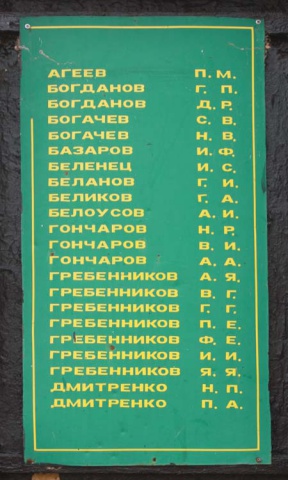 АГЕЕВ П. М.
БОГДАНОВ Г. П.
БОГДАНОВ Д. Р.
БОГАЧЕВ С. В.
БОГАЧЕВ Н. В.
БАЗАРОВ И. Ф.
БЕЛЕНЕЦ И. С.
БЕЛАНОВ Г. И.
БЕЛИКОВ Г. А.
БЕЛОУСОВ А. И.
ГОНЧАРОВ Н. Р.
ГОНЧАРОВ В. И.
ГОНЧАРОВ А. А.
ГРЕБЕННИКОВ А. Я.
ГРЕБЕННИКОВ В. Г.
ГРЕБЕННИКОВ Г. Г.
ГРЕБЕННИКОВ П. Е.
ГРЕБЕННИКОВ Ф. Е.
ГРЕБЕННИКОВ И. И.
ГРЕБЕННИКОВ Я. Я.
ДМИТРЕНКО Н. П.
ДМИТРЕНКО П. А.